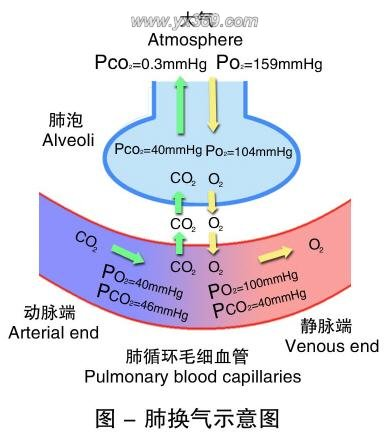 www.yx369.com
大气
Atmosphere
Pco₂=0.3mmHg Po₂=159mmHg
肺泡
Alveoli
Pco₂=40mmHg Po₂=104mmHg
CO₂ O₂
CO₂ O₂
CO₂ O₂
CO₂
O₂
PO₂=40mmHg
PCO₂=46mmHg
PO₂=100mmHg
PCO₂=40mmHg
动脉端
Arterial end
静脉端
Venous end
肺循环毛细血管
Pulmonary blood capillaries
图 – 肺换气示意图